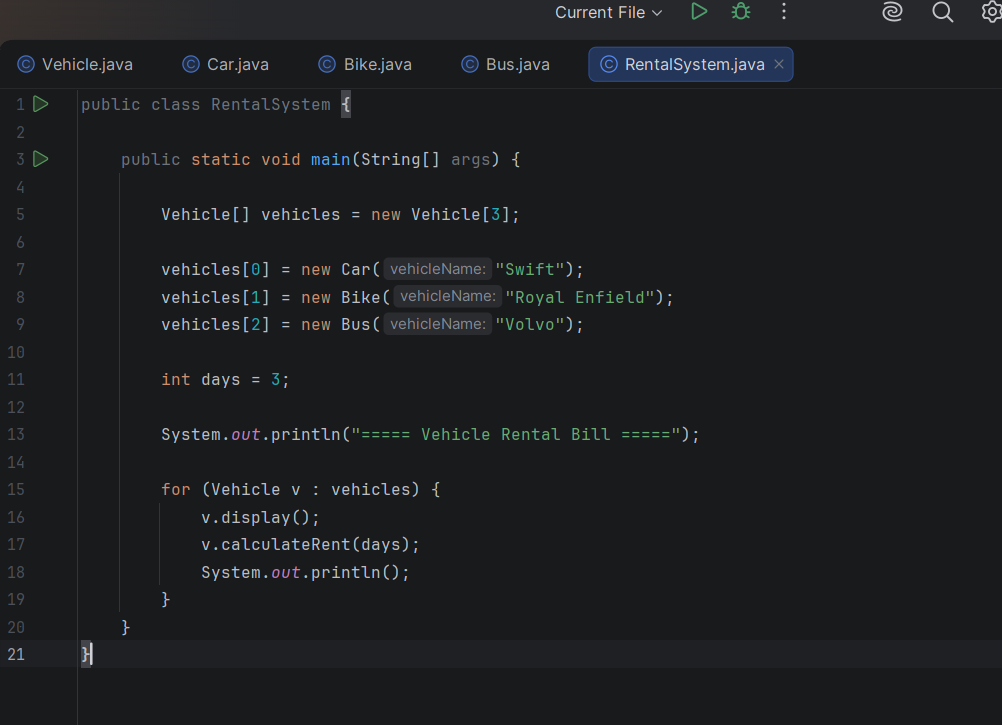 Current File
Vehicle.java Car.java Bike.java Bus.java RentalSystem.java
1 public class RentalSystem {
2
3 public static void main(String[] args) {
4
5 Vehicle[] vehicles = new Vehicle[3];
6
7 vehicles[0] = new Car( vehicleName: "Swift");
8 vehicles[1] = new Bike( vehicleName: "Royal Enfield");
9 vehicles[2] = new Bus( vehicleName: "Volvo");
10
11 int days = 3;
12
13 System.out.println("===== Vehicle Rental Bill =====");
14
15 for (Vehicle v : vehicles) {
16 v.display();
17 v.calculateRent(days);
18 System.out.println();
19 }
20 }
21 }